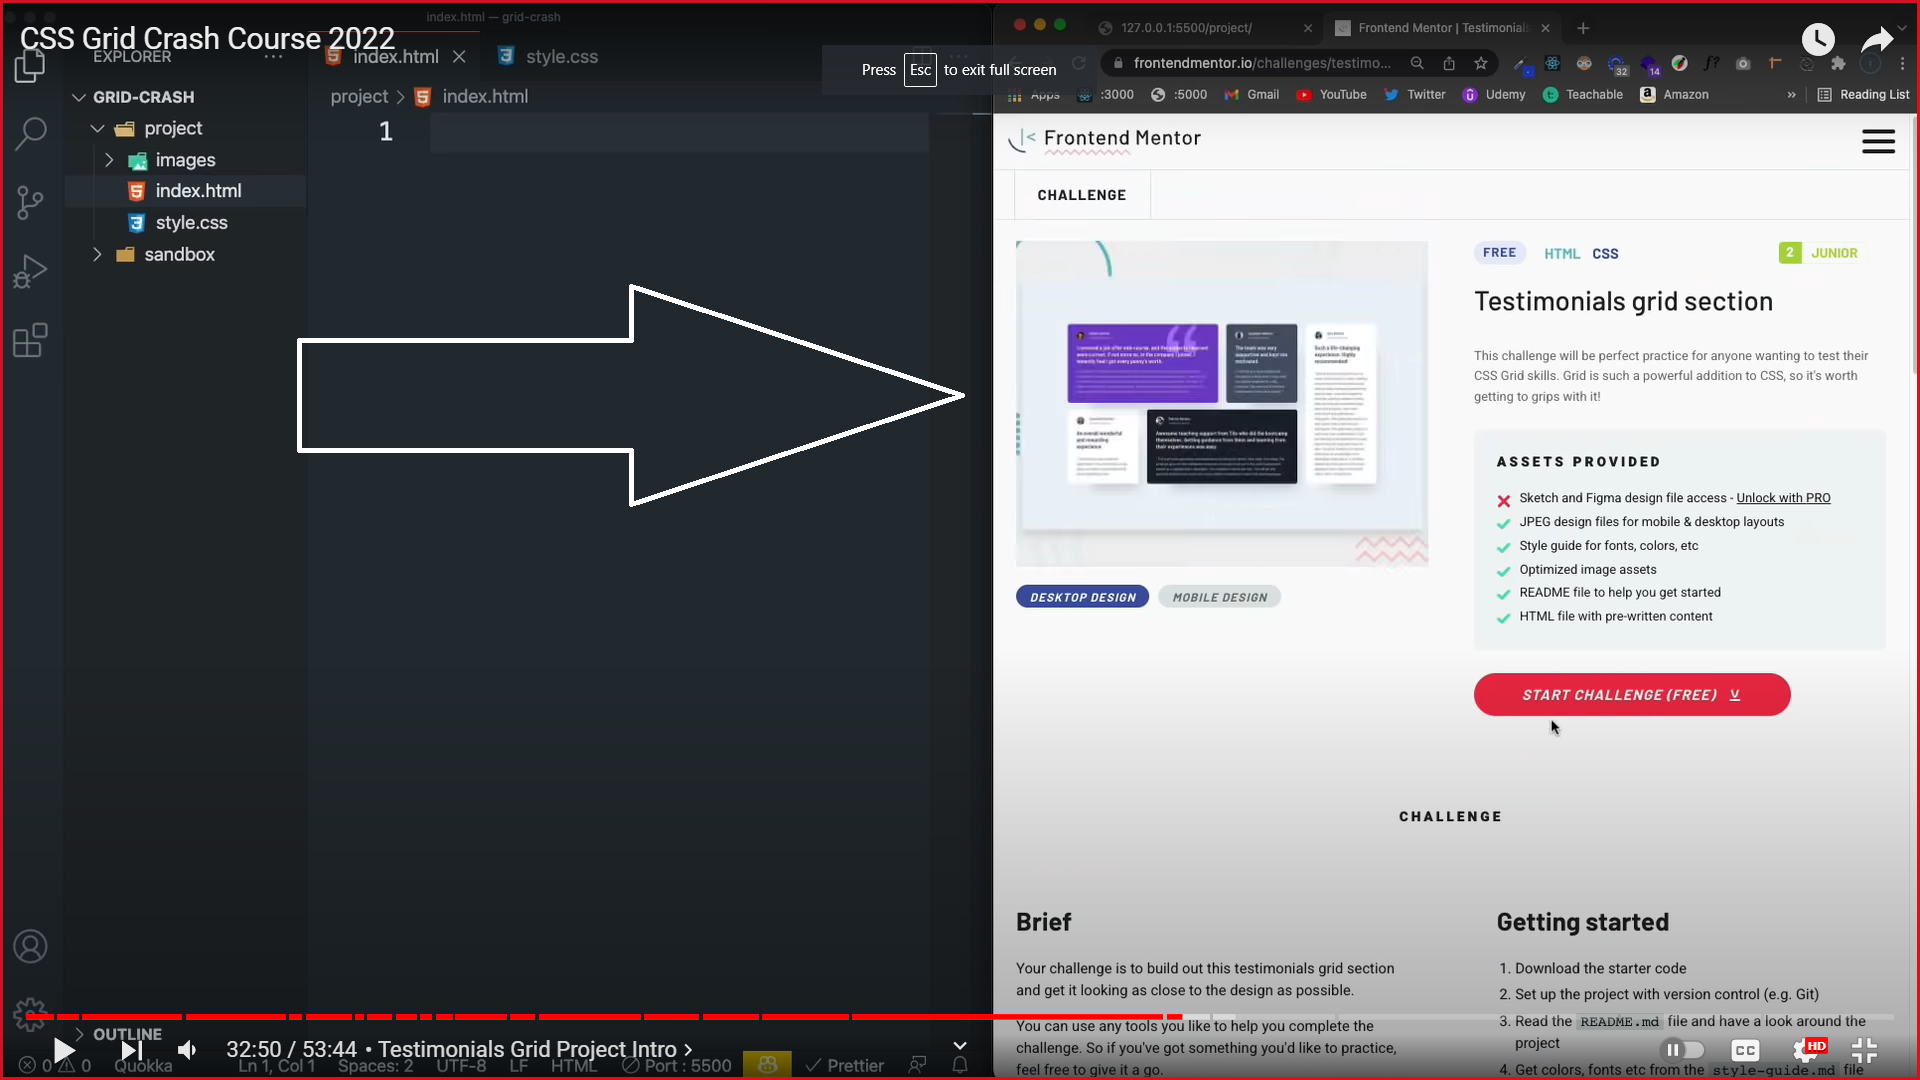 index.html — grid-crash
CSS Grid Crash Course 2022
EXPLORER
index.html
style.css
Press Esc to exit full screen
GRID-CRASH
project
images
index.html
style.css
sandbox
project > index.html
1
127.0.0.1:5500/project/
Frontend Mentor | Testimonials
frontendmentor.io/challenges/testimo...
32
14
Apps
:3000
:5000
Gmail
YouTube
Twitter
Udemy
Teachable
Amazon
»
Reading List
Frontend Mentor
CHALLENGE
FREE HTML CSS
2 JUNIOR
Testimonials grid section
This challenge will be perfect practice for anyone wanting to test their
CSS Grid skills. Grid is such a powerful addition to CSS, so it's worth
getting to grips with it!
ASSETS PROVIDED
Sketch and Figma design file access - Unlock with PRO
JPEG design files for mobile & desktop layouts
Style guide for fonts, colors, etc
Optimized image assets
README file to help you get started
HTML file with pre-written content
DESKTOP DESIGN
MOBILE DESIGN
START CHALLENGE (FREE)
CHALLENGE
Brief
Your challenge is to build out this testimonials grid section
and get it looking as close to the design as possible.
You can use any tools you like to help you complete the
challenge. So if you've got something you'd like to practice,
feel free to give it a go.
Getting started
1. Download the starter code
2. Set up the project with version control (e.g. Git)
3. Read the README.md file and have a look around the
project
4. Get colors, fonts etc from the style-guide.md file
OUTLINE
32:50 / 53:44 • Testimonials Grid Project Intro >
CC
HD
0 0 Quokka
Ln 1, Col 1
Spaces: 2
UTF-8
LF
HTML
Port : 5500
Prettier